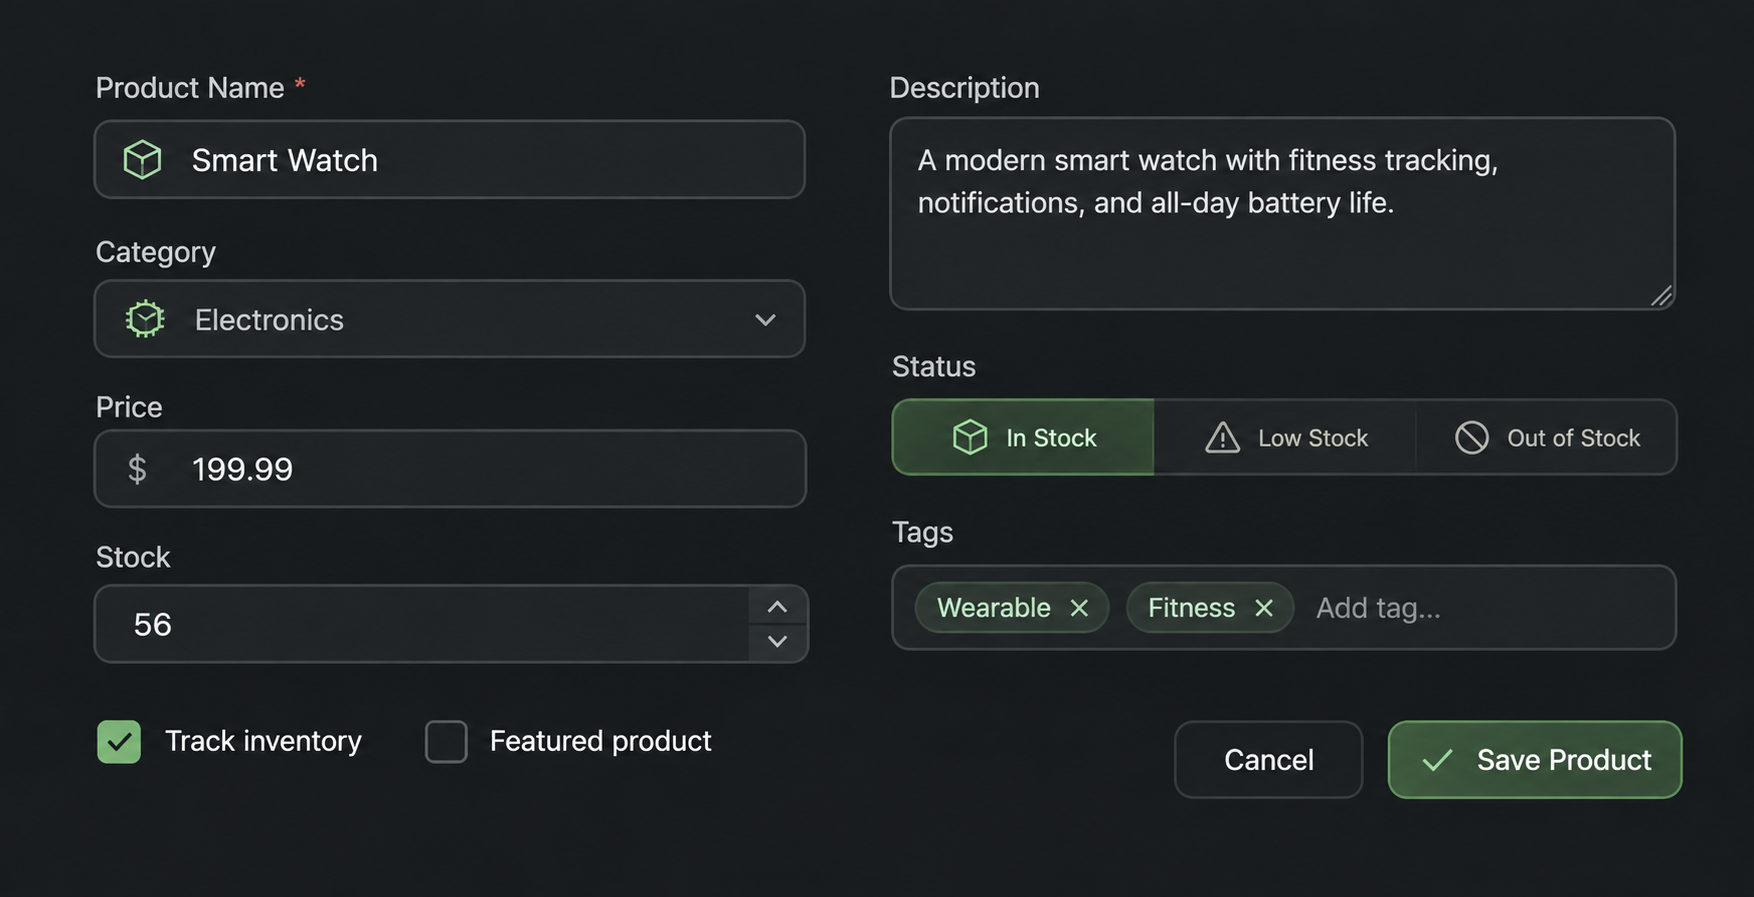 Product Name *
Smart Watch
Category
Electronics
Price
$ 199.99
Stock
56
Track inventory
Featured product
Description
A modern smart watch with fitness tracking,
notifications, and all-day battery life.
Status
In Stock
Low Stock
Out of Stock
Tags
Wearable
Fitness
Add tag...
Cancel
Save Product